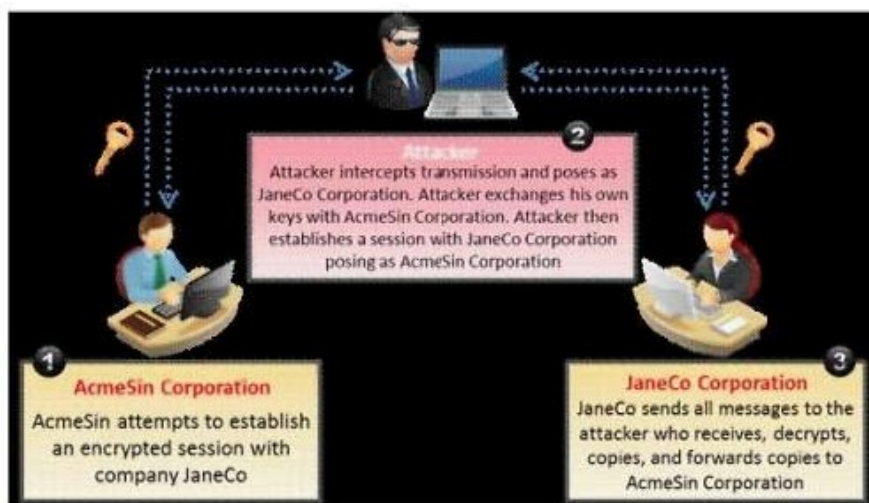 2
Attacker
Attacker intercepts transmission and poses as
JaneCo Corporation. Attacker exchanges his own
keys with AcmeSin Corporation. Attacker then
establishes a session with JaneCo Corporation
posing as AcmeSin Corporation
1
AcmeSin Corporation
AcmeSin attempts to establish
an encrypted session with
company JaneCo
3
JaneCo Corporation
JaneCo sends all messages to the
attacker who receives, decrypts,
copies, and forwards copies to
AcmeSin Corporation